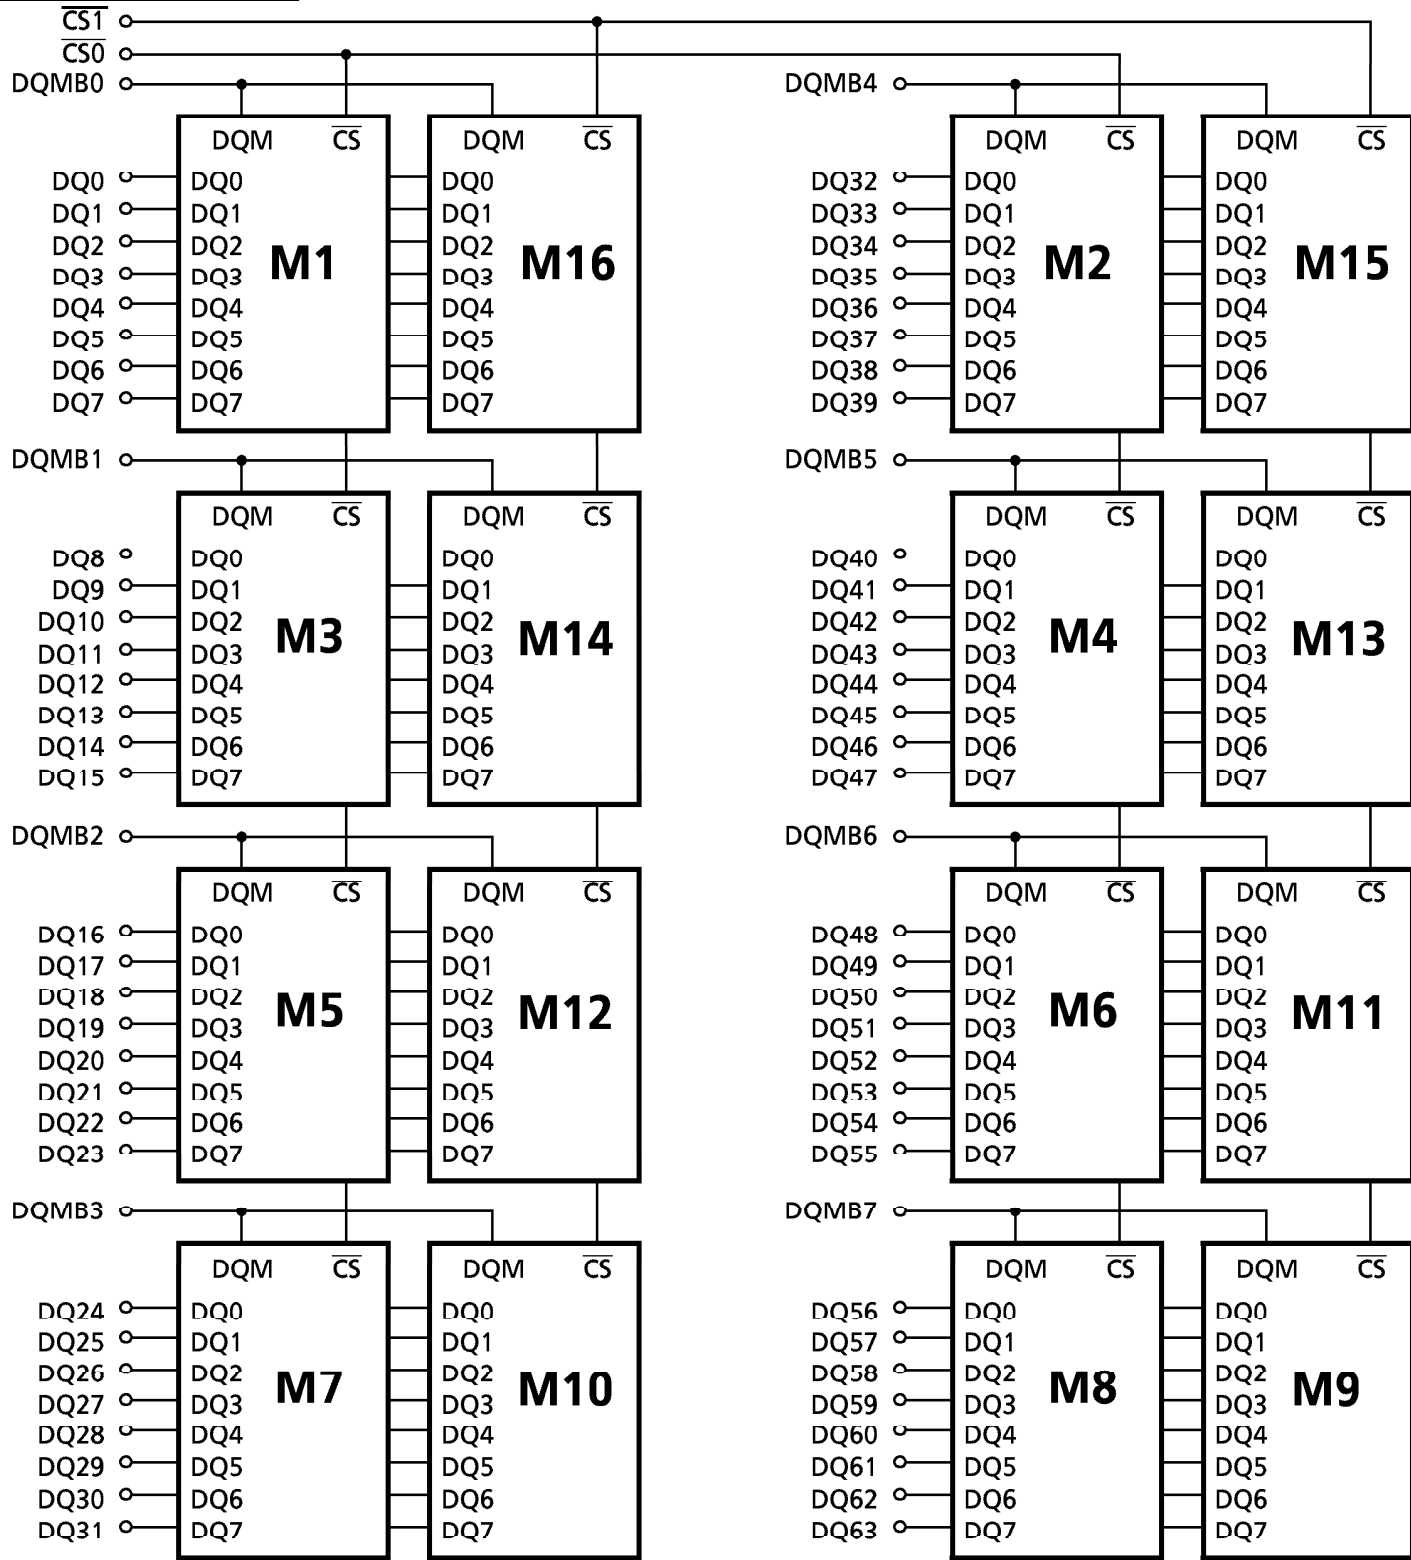 CS1
CS0
DQMB0 DQMB4
DQM CS DQM CS DQM CS DQM CS
DQ0 DQ0 DQ0 DQ32 DQ0 DQ0
DQ1 DQ1 DQ1 DQ33 DQ1 DQ1
DQ2 DQ2 DQ2 DQ34 DQ2 DQ2
M1 M16 M2 M15
DQ3 DQ3 DQ3 DQ35 DQ3 DQ3
DQ4 DQ4 DQ4 DQ36 DQ4 DQ4
DQ5 DQ5 DQ5 DQ37 DQ5 DQ5
DQ6 DQ6 DQ6 DQ38 DQ6 DQ6
DQ7 DQ7 DQ7 DQ39 DQ7 DQ7
DQMB1 DQMB5
DQM CS DQM CS DQM CS DQM CS
DQ8 DQ0 DQ0 DQ40 DQ0 DQ0
DQ9 DQ1 DQ1 DQ41 DQ1 DQ1
DQ10 DQ2 DQ2 DQ42 DQ2 DQ2
M3 M14 M4 M13
DQ11 DQ3 DQ3 DQ43 DQ3 DQ3
DQ12 DQ4 DQ4 DQ44 DQ4 DQ4
DQ13 DQ5 DQ5 DQ45 DQ5 DQ5
DQ14 DQ6 DQ6 DQ46 DQ6 DQ6
DQ15 DQ7 DQ7 DQ47 DQ7 DQ7
DQMB2 DQMB6
DQM CS DQM CS DQM CS DQM CS
DQ16 DQ0 DQ0 DQ48 DQ0 DQ0
DQ17 DQ1 DQ1 DQ49 DQ1 DQ1
DQ18 DQ2 DQ2 DQ50 DQ2 DQ2
M5 M12 M6 M11
DQ19 DQ3 DQ3 DQ51 DQ3 DQ3
DQ20 DQ4 DQ4 DQ52 DQ4 DQ4
DQ21 DQ5 DQ5 DQ53 DQ5 DQ5
DQ22 DQ6 DQ6 DQ54 DQ6 DQ6
DQ23 DQ7 DQ7 DQ55 DQ7 DQ7
DQMB3 DQMB7
DQM CS DQM CS DQM CS DQM CS
DQ24 DQ0 DQ0 DQ56 DQ0 DQ0
DQ25 DQ1 DQ1 DQ57 DQ1 DQ1
DQ26 DQ2 DQ2 DQ58 DQ2 DQ2
M7 M10 M8 M9
DQ27 DQ3 DQ3 DQ59 DQ3 DQ3
DQ28 DQ4 DQ4 DQ60 DQ4 DQ4
DQ29 DQ5 DQ5 DQ61 DQ5 DQ5
DQ30 DQ6 DQ6 DQ62 DQ6 DQ6
DQ31 DQ7 DQ7 DQ63 DQ7 DQ7